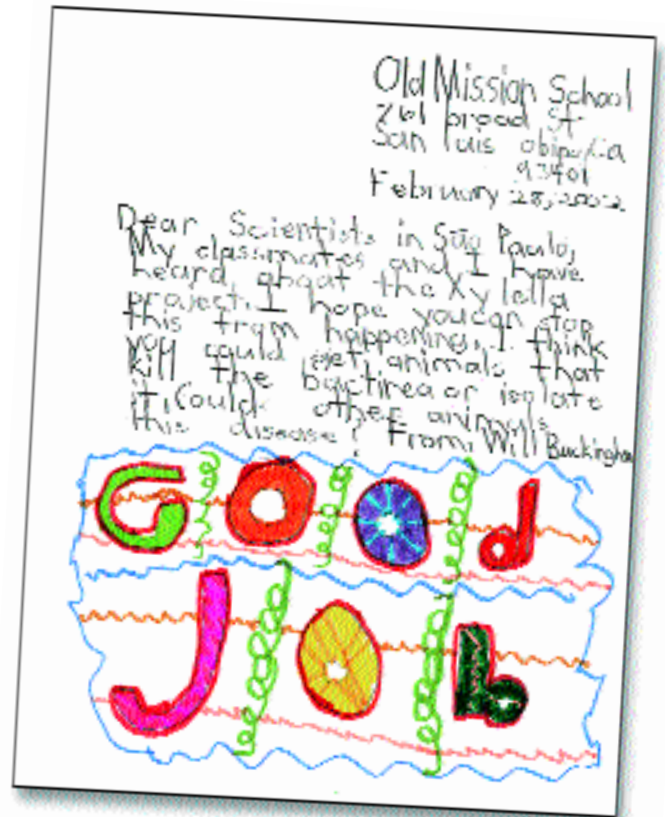 Old Mission School
761 broad st
San luis obispo Ca
93401
February 28, 2002
Dear Scientists in São Paulo,
My classmates and I have
heard about the Xylella
project. I hope you can stop
this from happening. I think
you could get animals that
kill the bactirea or isolate
it. Could other animals
this disease? From, Will Buckingham
GOOd
JOb